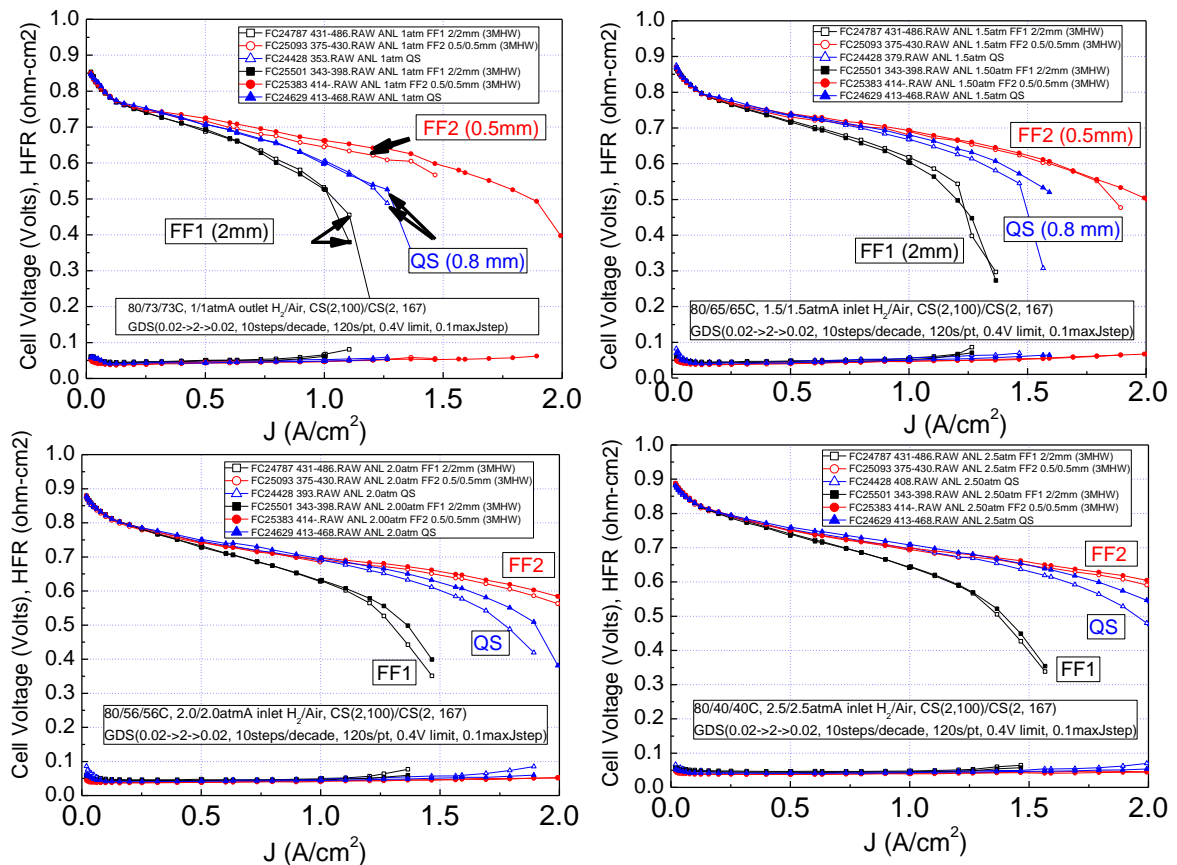 FC24787 431-486.RAW ANL 1atm FF1 2/2mm (3MHW)
FC25093 375-430.RAW ANL 1atm FF2 0.5/0.5mm (3MHW)
FC24428 353.RAW ANL 1atm QS
FC25501 343-398.RAW ANL 1atm FF1 2/2mm (3MHW)
FC25383 414-.RAW ANL 1atm FF2 0.5/0.5mm (3MHW)
FC24629 413-468.RAW ANL 1atm QS
FF2 (0.5mm)
FF1 (2mm)
QS (0.8 mm)
80/73/73C, 1/1atmA outlet H2/Air, CS(2,100)/CS(2, 167)
GDS(0.02->2->0.02, 10steps/decade, 120s/pt, 0.4V limit, 0.1maxJstep)
Cell Voltage (Volts), HFR (ohm-cm2)
1.0
0.9
0.8
0.7
0.6
0.5
0.4
0.3
0.2
0.1
0.0
0.0 0.5 1.0 1.5 2.0
J (A/cm²)
FC24787 431-486.RAW ANL 1.5atm FF1 2/2mm (3MHW)
FC25093 375-430.RAW ANL 1.5atm FF2 0.5/0.5mm (3MHW)
FC24428 379.RAW ANL 1.5atm QS
FC25501 343-398.RAW ANL 1.50atm FF1 2/2mm (3MHW)
FC25383 414-.RAW ANL 1.50atm FF2 0.5/0.5mm (3MHW)
FC24629 413-468.RAW ANL 1.5atm QS
FF2 (0.5mm)
QS (0.8 mm)
FF1 (2mm)
80/65/65C, 1.5/1.5atmA inlet H2/Air, CS(2,100)/CS(2, 167)
GDS(0.02->2->0.02, 10steps/decade, 120s/pt, 0.4V limit, 0.1maxJstep)
Cell Voltage (Volts), HFR (ohm-cm2)
1.0
0.9
0.8
0.7
0.6
0.5
0.4
0.3
0.2
0.1
0.0
0.0 0.5 1.0 1.5 2.0
J (A/cm²)
FC24787 431-486.RAW ANL 2.0atm FF1 2/2mm (3MHW)
FC25093 375-430.RAW ANL 2.0atm FF2 0.5/0.5mm (3MHW)
FC24428 393.RAW ANL 2.0atm QS
FC25501 343-398.RAW ANL 2.00atm FF1 2/2mm (3MHW)
FC25383 414-.RAW ANL 2.00atm FF2 0.5/0.5mm (3MHW)
FC24629 413-468.RAW ANL 2.0atm QS
FF2
QS
FF1
80/56/56C, 2.0/2.0atmA inlet H2/Air, CS(2,100)/CS(2, 167)
GDS(0.02->2->0.02, 10steps/decade, 120s/pt, 0.4V limit, 0.1maxJstep)
Cell Voltage (Volts), HFR (ohm-cm2)
1.0
0.9
0.8
0.7
0.6
0.5
0.4
0.3
0.2
0.1
0.0
0.0 0.5 1.0 1.5 2.0
J (A/cm²)
FC24787 431-486.RAW ANL 2.5atm FF1 2/2mm (3MHW)
FC25093 375-430.RAW ANL 2.5atm FF2 0.5/0.5mm (3MHW)
FC24428 408.RAW ANL 2.50atm QS
FC25501 343-398.RAW ANL 2.50atm FF1 2/2mm (3MHW)
FC25383 414-.RAW ANL 2.50atm FF2 0.5/0.5mm (3MHW)
FC24629 413-468.RAW ANL 2.5atm QS
FF2
QS
FF1
80/40/40C, 2.5/2.5atmA inlet H2/Air, CS(2,100)/CS(2, 167)
GDS(0.02->2->0.02, 10steps/decade, 120s/pt, 0.4V limit, 0.1maxJstep)
Cell Voltage (Volts), HFR (ohm-cm2)
1.0
0.9
0.8
0.7
0.6
0.5
0.4
0.3
0.2
0.1
0.0
0.0 0.5 1.0 1.5 2.0
J (A/cm²)